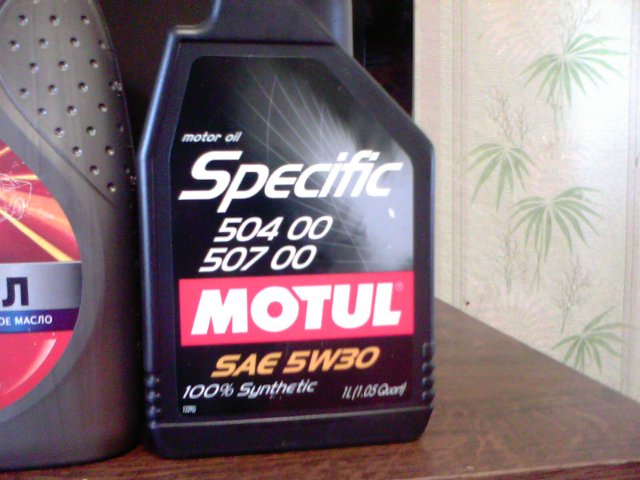 Л
ОЕ МАСЛО
motor oil
Specific
504 00
507 00
MOTUL
SAE 5W30
100% Synthetic 1L (1.05 Quart)